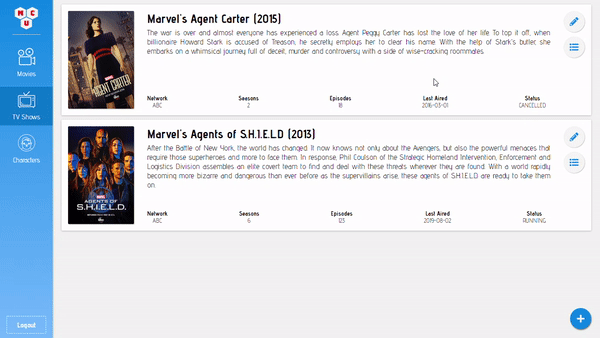 M C
U
Movies
TV Shows
Characters
Logout
Marvel's Agent Carter (2015)
The war is over and almost everyone has experienced a loss. Agent Peggy Carter has lost the love of her life. To top it off, when
billionaire Howard Stark is accused of Treason, he secretly employs her to clear his name. With the help of Stark's butler, she
embarks on a whimsical journey full of deceit, murder and controversy with a side of wise-cracking roommates.
Network Seasons Episodes Last Aired Status
ABC 2 18 2016-03-01 CANCELLED
MARVEL
AGENT CARTER
Marvel's Agents of S.H.I.E.L.D (2013)
After the Battle of New York, the world has changed. It now knows not only about the Avengers, but also the powerful menaces that
require those superheroes and more to face them. In response, Phil Coulson of the Strategic Homeland Intervention, Enforcement and
Logistics Division assembles an elite covert team to find and deal with these threats wherever they are found. With a world rapidly
becoming more bizarre and dangerous than ever before as the supervillains arise, these agents of S.H.I.E.L.D. are ready to take them
on.
Network Seasons Episodes Last Aired Status
ABC 6 123 2019-08-02 RUNNING
MARVEL
AGENTS OF
S.H.I.E.L.D.